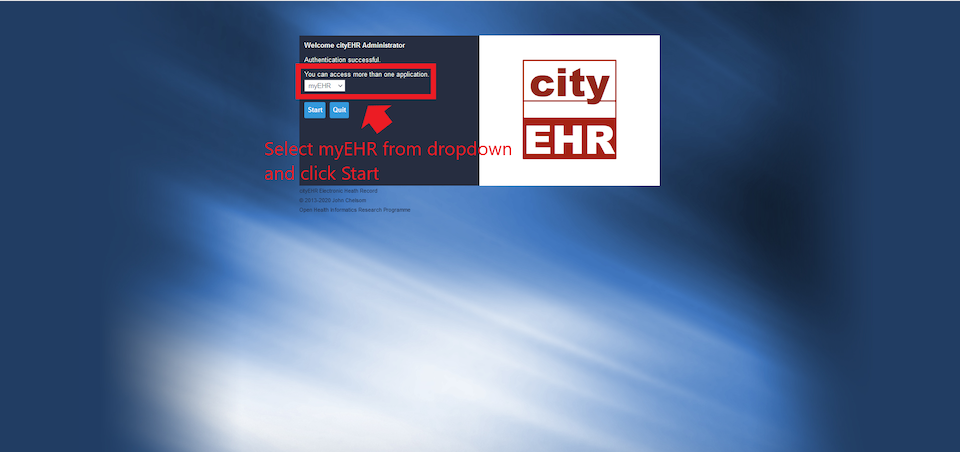 Welcome cityEHR Administrator
Authentication successful.
You can access more than one application.
myEHR
Start Quit
Select myEHR from dropdown
and click Start
city
EHR
cityEHR Electronic Heath Record
© 2013-2020 John Chelsom
Open Health Informatics Research Programme